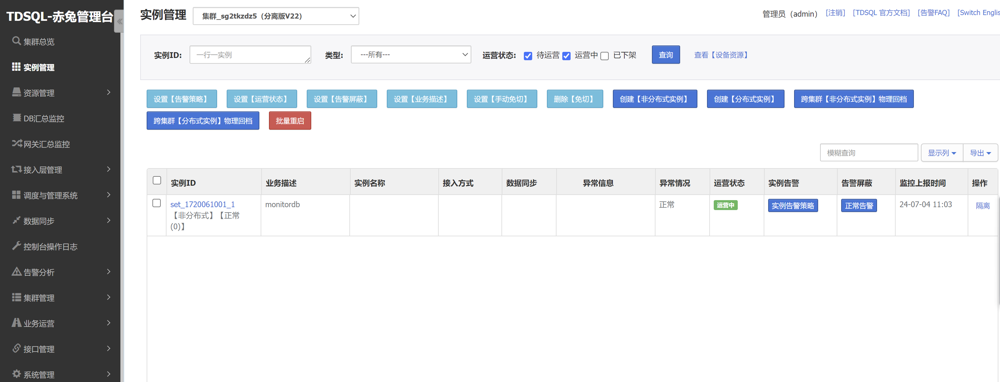 TDSQL-赤兔管理台
集群总览
实例管理
资源管理
DB汇总监控
网关汇总监控
接入层管理
调度与管理系统
数据同步
控制台操作日志
告警分析
集群管理
业务运营
接口管理
系统管理
实例管理 集群_sg2tkzdz5（分离版V22）
管理员（admin） [注销] [TDSQL 官方文档] [告警FAQ] [Switch Englis
实例ID: 一行一实例 类型: ---所有--- 运营状态: 待运营 运营中 已下架 查询 查看【设备资源】
设置【告警策略】 设置【运营状态】 设置【告警屏蔽】 设置【业务描述】 设置【手动免切】 删除【免切】 创建【非分布式实例】 创建【分布式实例】 跨集群【非分布式实例】物理回档
跨集群【分布式实例】物理回档 批量重启
模糊查询 显示列 导出
实例ID 业务描述 实例名称 接入方式 数据同步 异常信息 异常情况 运营状态 实例告警 告警屏蔽 监控上报时间 操作
set_1720061001_1 monitordb 正常 运营中 实例告警策略 正常告警 24-07-04 11:03 隔离
【非分布式】【正常
(0)】